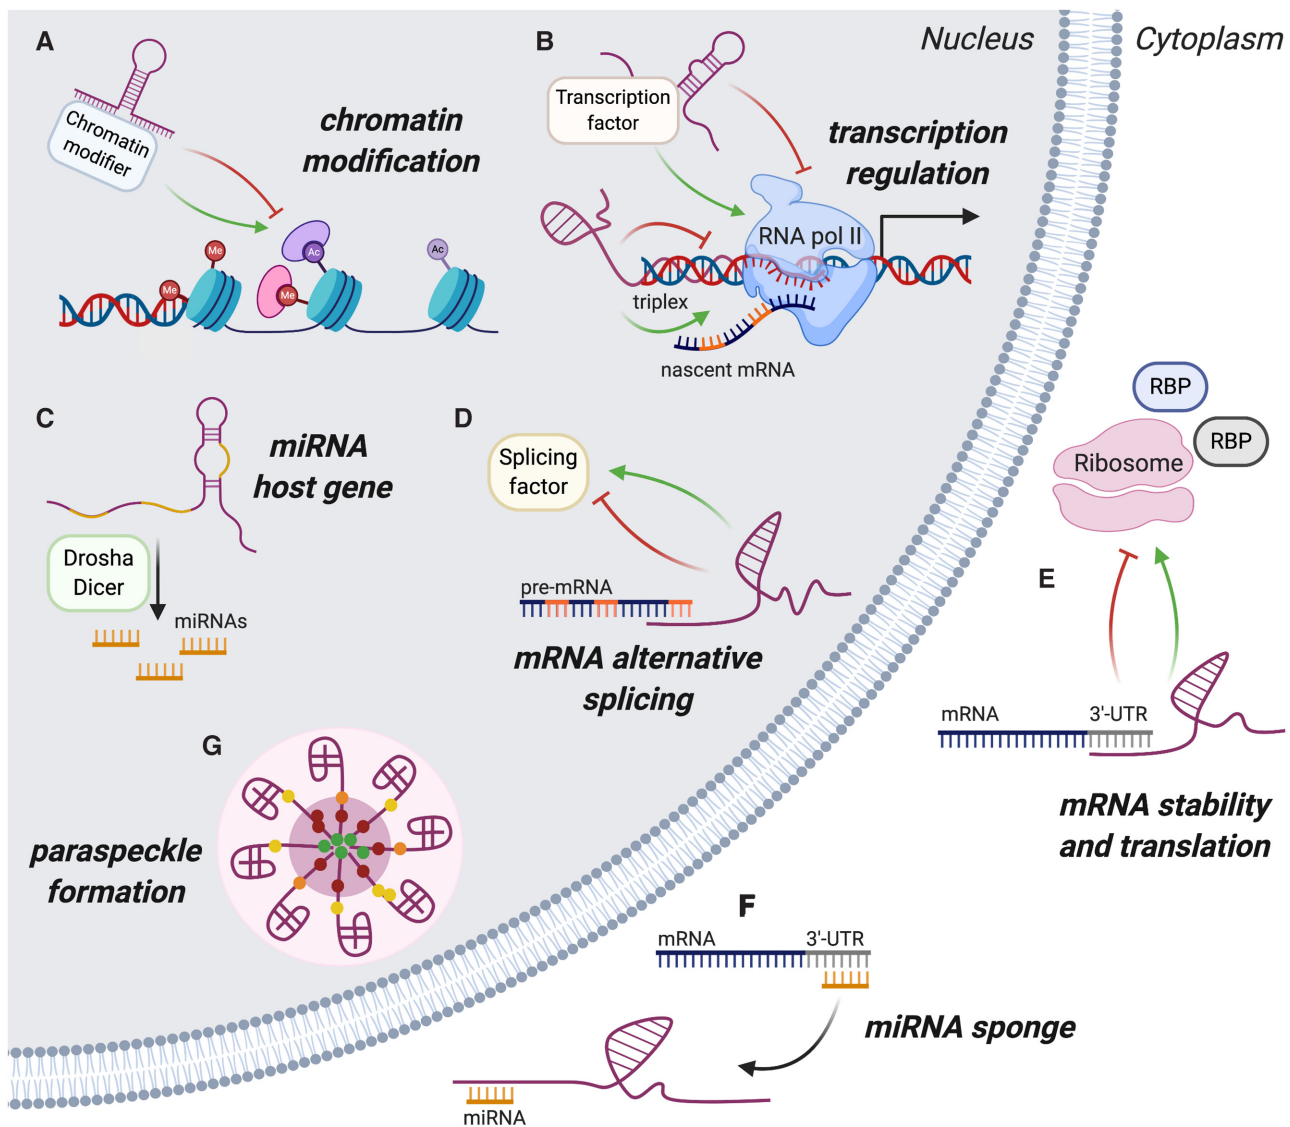 A
Chromatin
modifier
chromatin
modification
Me
Me
Ac
Me
Ac
B
Nucleus
Cytoplasm
Transcription
factor
transcription
regulation
RNA pol II
triplex
nascent mRNA
C
miRNA
host gene
Drosha
Dicer
miRNAs
D
Splicing
factor
pre-mRNA
mRNA alternative
splicing
RBP
RBP
Ribosome
E
mRNA
3'-UTR
mRNA stability
and translation
G
paraspeckle
formation
F
mRNA
3'-UTR
miRNA sponge
miRNA